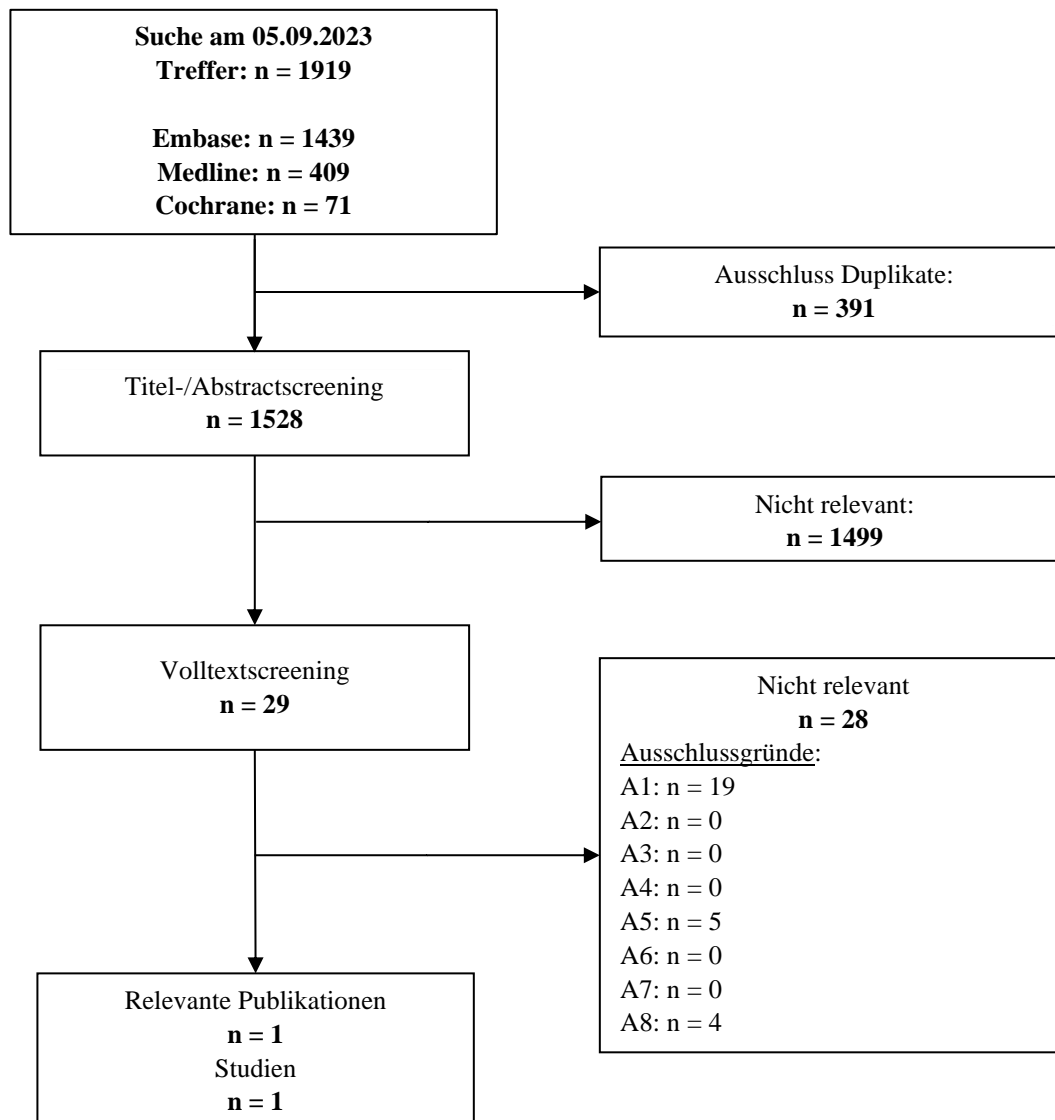 Suche am 05.09.2023
Treffer: n = 1919
Embase: n = 1439
Medline: n = 409
Cochrane: n = 71
Ausschluss Duplikate:
n = 391
Titel-/Abstractscreening
n = 1528
Nicht relevant:
n = 1499
Volltextscreening
n = 29
Nicht relevant
n = 28
Ausschlussgründe:
A1: n = 19
A2: n = 0
A3: n = 0
A4: n = 0
A5: n = 5
A6: n = 0
A7: n = 0
A8: n = 4
Relevante Publikationen
n = 1
Studien
n = 1